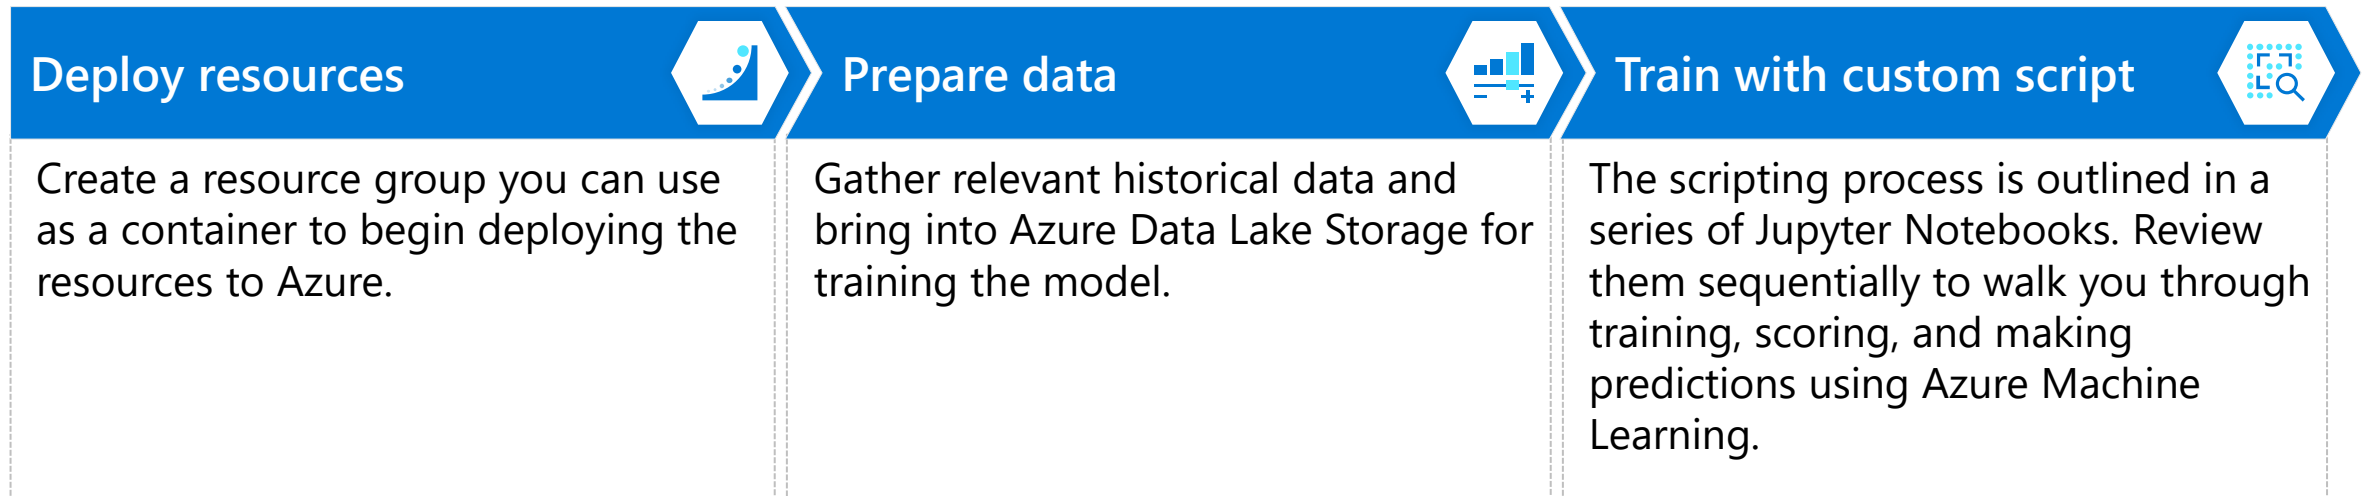 Deploy resources
Create a resource group you can use
as a container to begin deploying the
resources to Azure.
Prepare data
Gather relevant historical data and
bring into Azure Data Lake Storage for
training the model.
Train with custom script
The scripting process is outlined in a
series of Jupyter Notebooks. Review
them sequentially to walk you through
training, scoring, and making
predictions using Azure Machine
Learning.